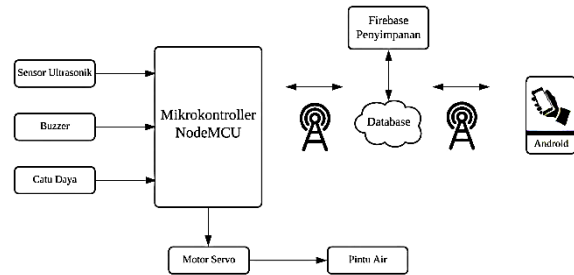 Firebase
Penyimpanan
Sensor Ultrasonik
Buzzer
Catu Daya
Mikrokontroller
NodeMCU
Database
Android
Motor Servo
Pintu Air